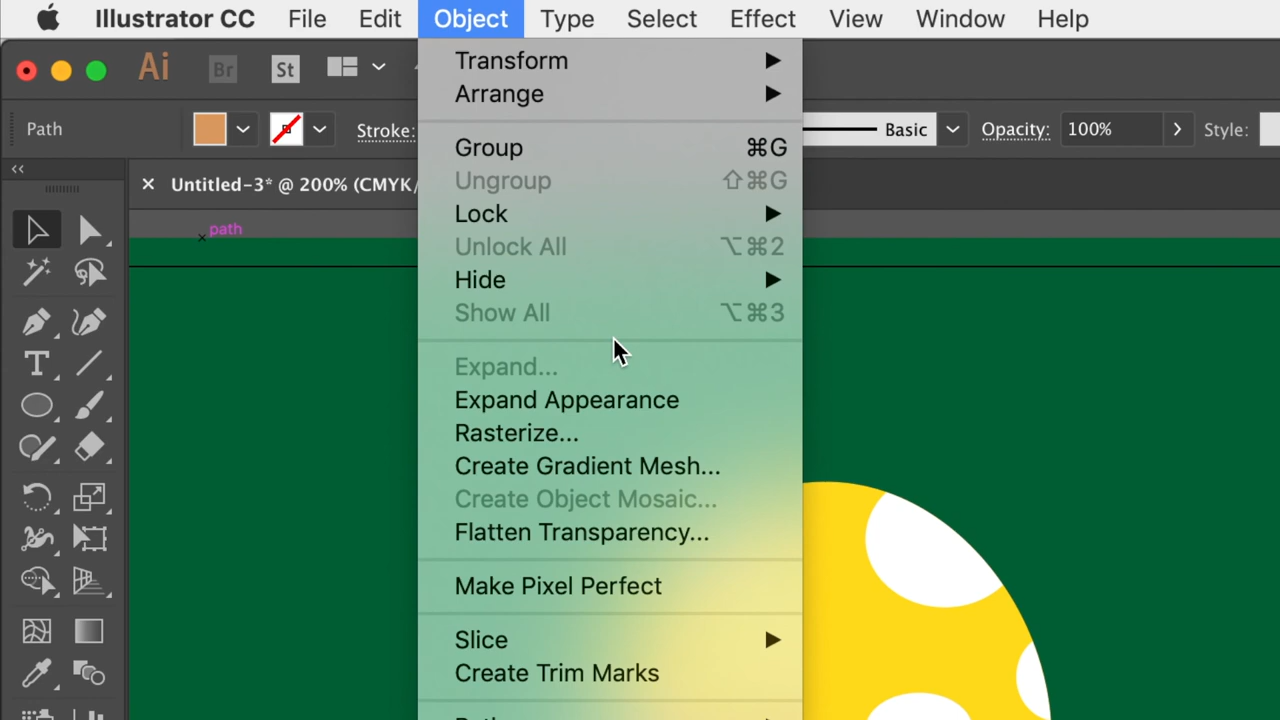 Illustrator CC File Edit Object Type Select Effect View Window Help
Ai Br St
Path Stroke: Basic Opacity: 100% Style:
Untitled-3* @ 200% (CMYK/
path
Transform
Arrange
Group ⌘G
Ungroup ⇧⌘G
Lock
Unlock All ⌥⌘2
Hide
Show All ⌥⌘3
Expand...
Expand Appearance
Rasterize...
Create Gradient Mesh...
Create Object Mosaic...
Flatten Transparency...
Make Pixel Perfect
Slice
Create Trim Marks